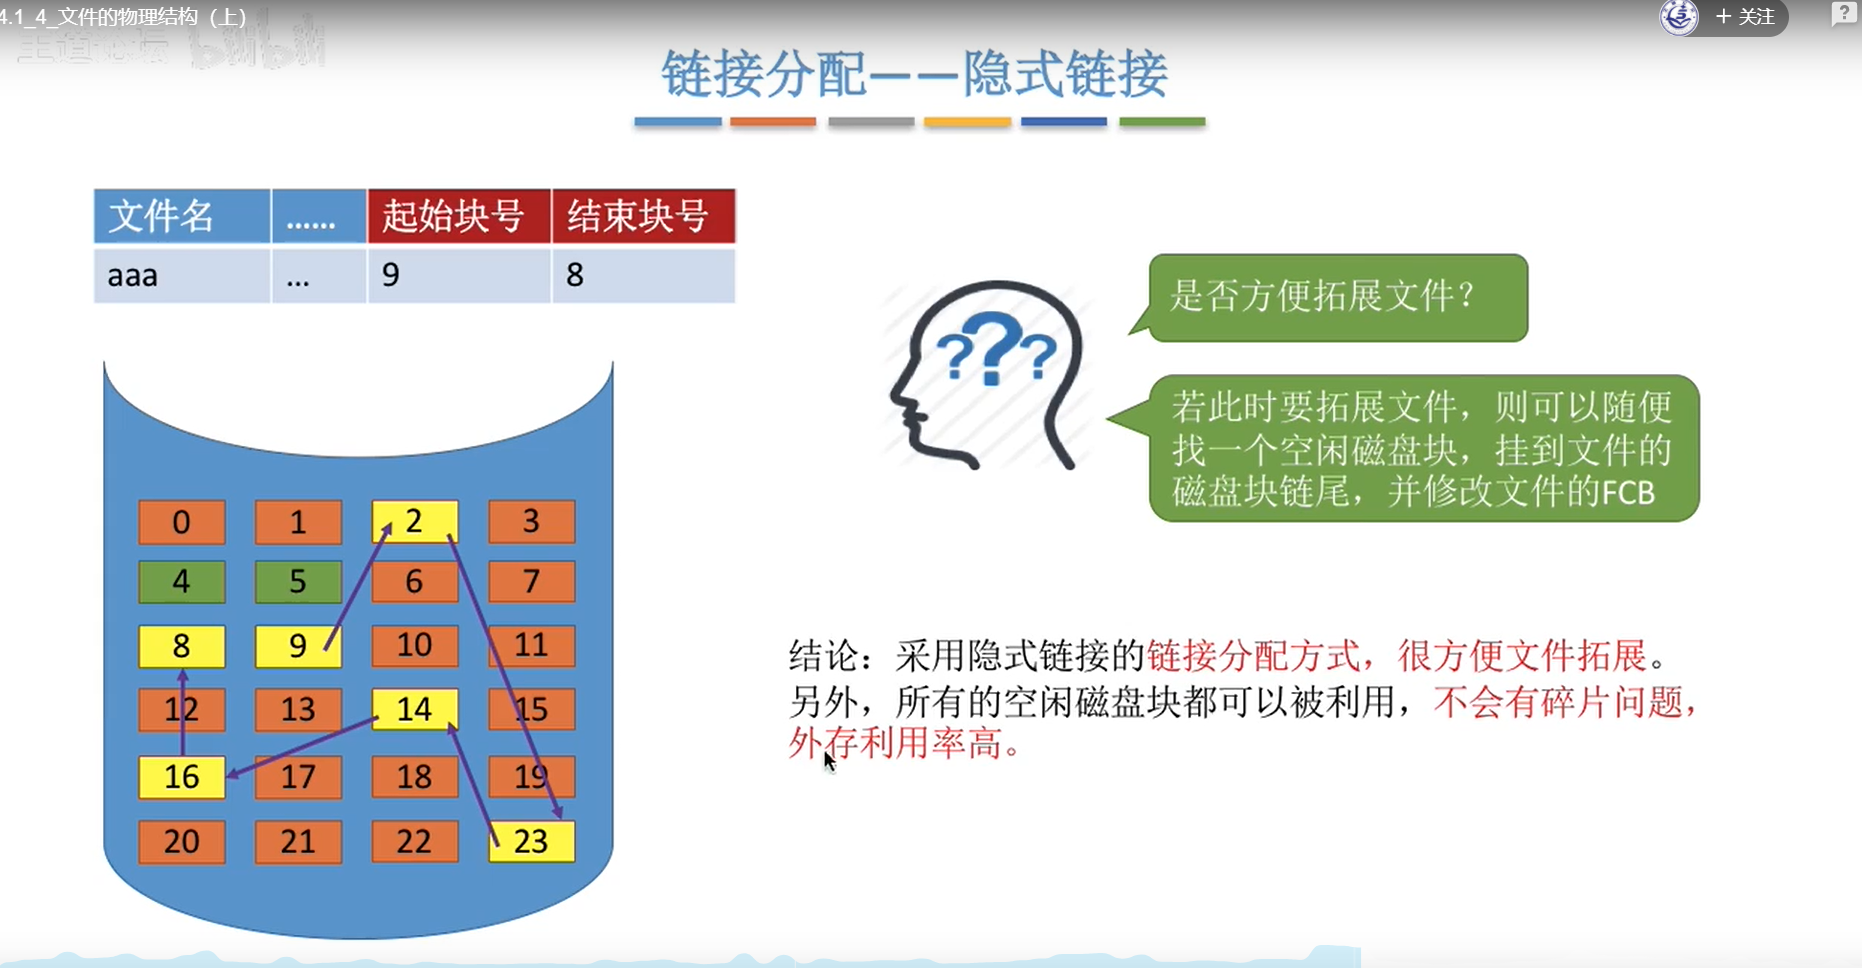 4.1_4_文件的物理结构（上）
+ 关注
?
王道论坛 bilibili
链接分配——隐式链接
文件名 …… 起始块号 结束块号
aaa ... 9 8
? ? ?
是否方便拓展文件？
若此时要拓展文件，则可以随便
找一个空闲磁盘块，挂到文件的
磁盘块链尾，并修改文件的FCB
0 1 2 3
4 5 6 7
8 9 10 11
12 13 14 15
16 17 18 19
20 21 22 23
结论：采用隐式链接的链接分配方式，很方便文件拓展。
另外，所有的空闲磁盘块都可以被利用，不会有碎片问题，
外存利用率高。